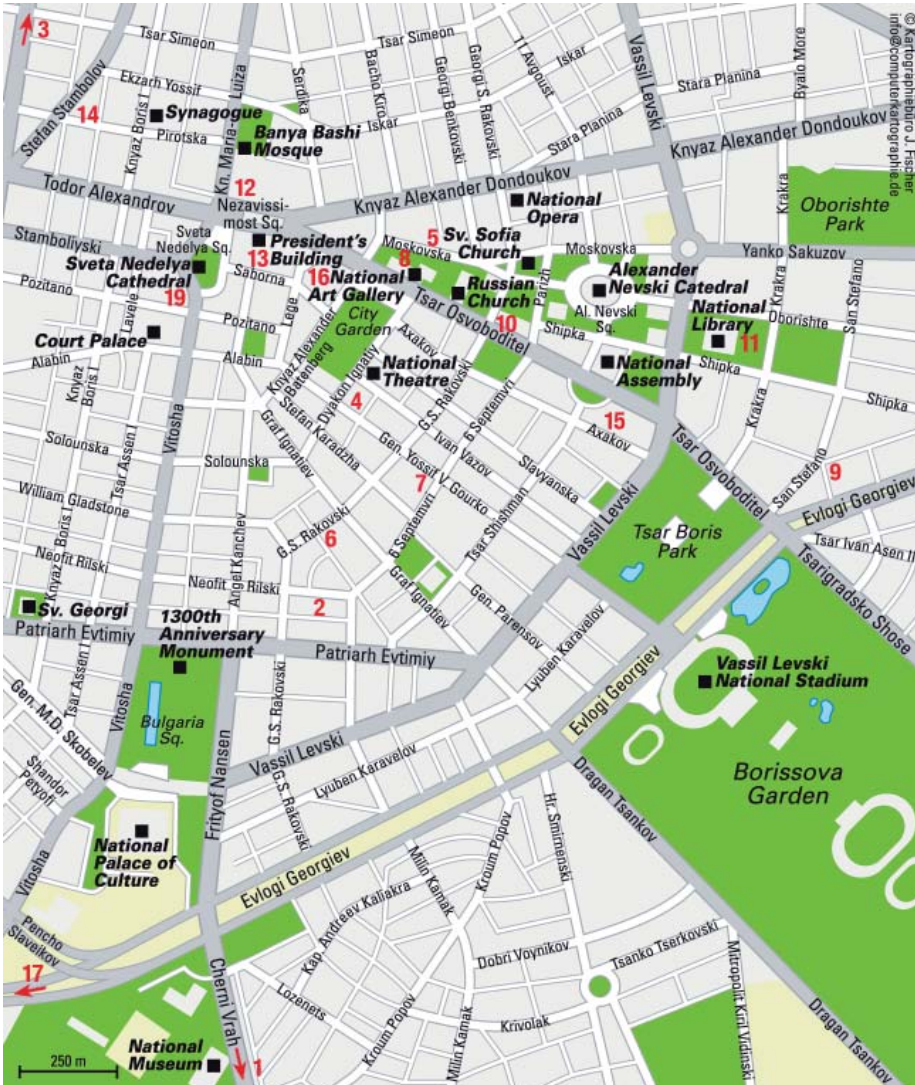 © Kartographiebüro J. Fischer
info@computerkartographie.de
3
Tsar Simeon
Tsar Simeon
Ekzarh Yossif
Stefan Stambolov
14
Synagogue
Knyaz Boris I
Pirotska
Kn. Maria-Luiza
Banya Bashi
Mosque
Serdika
Bacho Kiro
Iskar
Iskar
Georgi Benkovski
Georgi S. Rakovski
11 Avgoust
Stara Planina
Vassil Levski
Stara Planina
Byalo More
Knyaz Alexander Dondoukov
Knyaz Alexander Dondoukov
Todor Alexandrov
12
Nezavissi-
most Sq.
National
Opera
Krakra
Oborishte
Park
Stamboliyski
Sveta
Nedelya Sq.
President's
Building
13
Sveta Nedelya
Cathedral
19
Saborna
16
Lege
Moskovska
5
Sv. Sofia
Church
8
National
Art Gallery
Russian
Church
10
Parizh
Moskovska
Alexander
Nevski Catedral
Al. Nevski
Sq.
Yanko Sakuzov
Krakra
San Stefano
Oborishte
National
Library
11
Pozitano
Pozitano
Lavele
Court Palace
City
Garden
Tsar Osvoboditel
Shipka
Shipka
Shipka
National
Assembly
Alabin
Alabin
Knyaz
Boris I
Knyaz Alexander
Batenberg
Dyakon Ignatiy
Axakov
National
Theatre
4
G.S. Rakovski
6 Septemvri
15
Axakov
Krakra
Tsar Osvoboditel
Vitosha
Solounska
Solounska
Tsar Assen I
Graf Ignatiev
Stefan Karadzha
Gen. Yossif V. Gourko
Ivan Vazov
Slavyanska
7
Vassil Levski
San Stefano
9
Evlogi Georgiev
William Gladstone
Knyaz Boris I
G.S. Rakovski
6
6 Septemvri
Tsar Shishman
Tsar Boris
Park
Tsar Ivan Asen II
Neofit Rilski
Neofit Rilski
Angel Kanchev
Graf Ignatiev
Gen. Parensov
Tsarigradsko Shose
Sv. Georgi
2
Patriarh Evtimiy
1300th
Anniversary
Monument
Patriarh Evtimiy
Lyuben Karavelov
Evlogi Georgiev
Vassil Levski
National Stadium
Tsar Assen I
Gen. M.D. Skobelev
Vitosha
Bulgaria
Sq.
G.S. Rakovski
Vassil Levski
Shandor
Petyofi
Frityof Nansen
G.S. Rakovski
Lyuben Karavelov
Dragan Tsankov
Borissova
Garden
National
Palace of
Culture
Vitosha
Evlogi Georgiev
Milin Kamak
Kroum Popov
Hr. Smirnenski
Kap. Andreev Kaliakra
Pencho
Slaveikov
17
Cherni Vrah
Lozenets
Dobri Voynikov
Tsanko Tserkovski
Kroum Popov
Milin Kamak
Krivolak
Mitropolit Kiril Vidinski
Dragan Tsankov
250 m
National
Museum
1